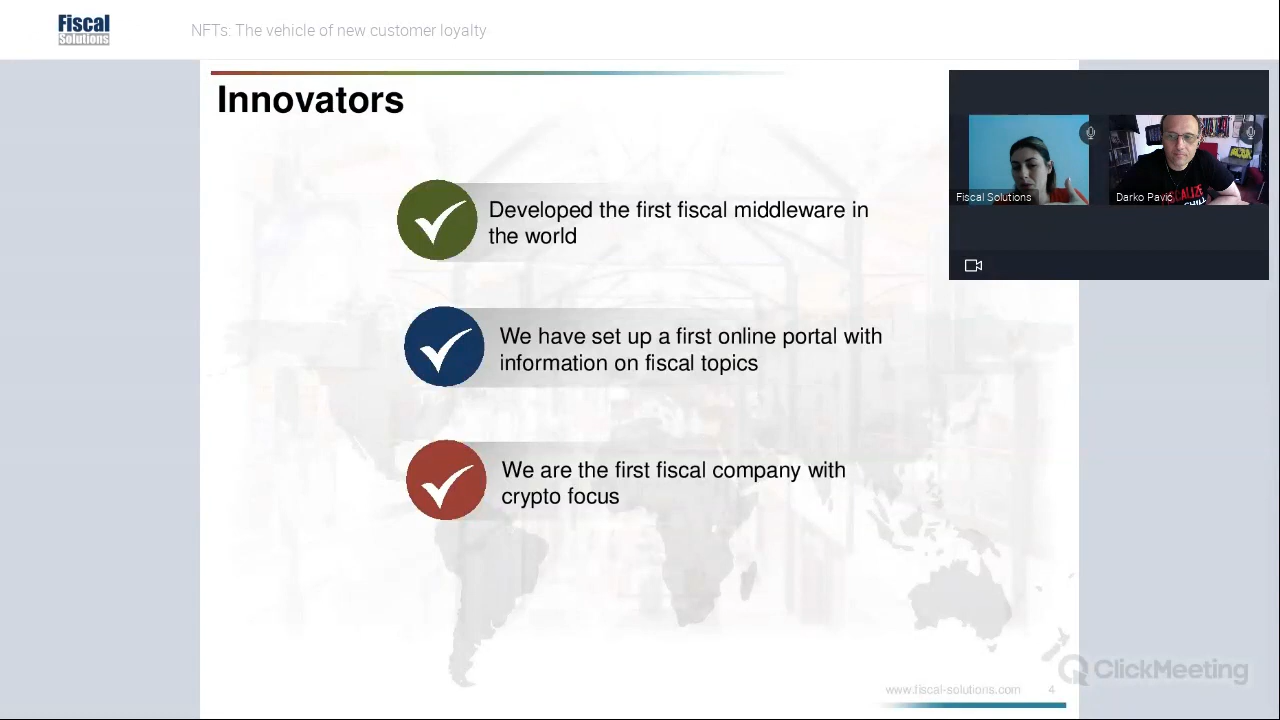 Fiscal
Solutions
NFTs: The vehicle of new customer loyalty
Innovators
Developed the first fiscal middleware in
the world
We have set up a first online portal with
information on fiscal topics
We are the first fiscal company with
crypto focus
Fiscal Solutions
Darko Pavic
CHILL
www.fiscal-solutions.com
4
ClickMeeting